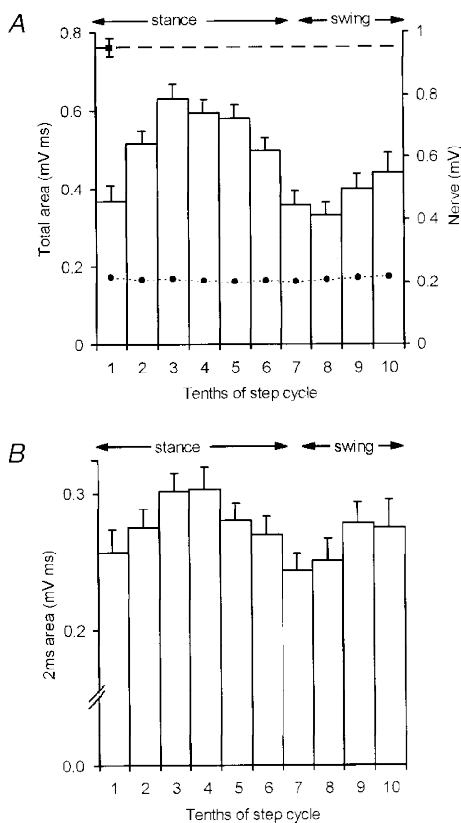 A
stance swing
0.8
0.6
0.4
0.2
0
Total area (mV ms)
1
0.8
0.6
0.4
0.2
0
Nerve (mV)
1 2 3 4 5 6 7 8 9 10
Tenths of step cycle
B
stance swing
0.3
0.2
0.0
2ms area (mV ms)
1 2 3 4 5 6 7 8 9 10
Tenths of step cycle